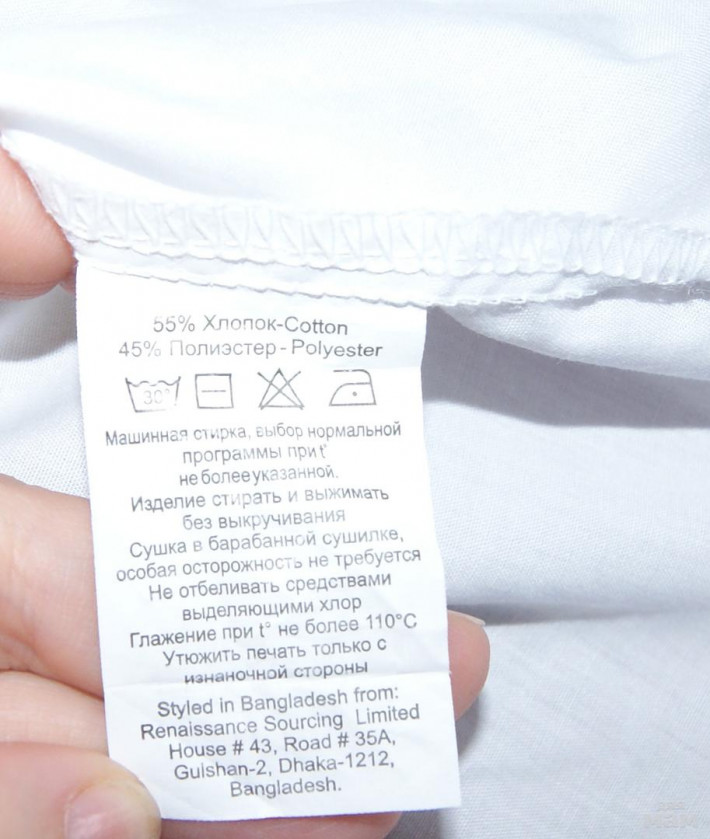 55% Хлопок-Cotton
45% Полиэстер-Polyester
30°
Машинная стирка, выбор нормальной
программы при t°
не более указанной.
Изделие стирать и выжимать
без выкручивания
Сушка в барабанной сушилке,
особая осторожность не требуется
Не отбеливать средствами
выделяющими хлор
Глажение при t° не более 110°C
Утюжить печать только с
изнаночной стороны
Styled in Bangladesh from:
Renaissance Sourcing Limited
House # 43, Road # 35A,
Gulshan-2, Dhaka-1212,
Bangladesh.